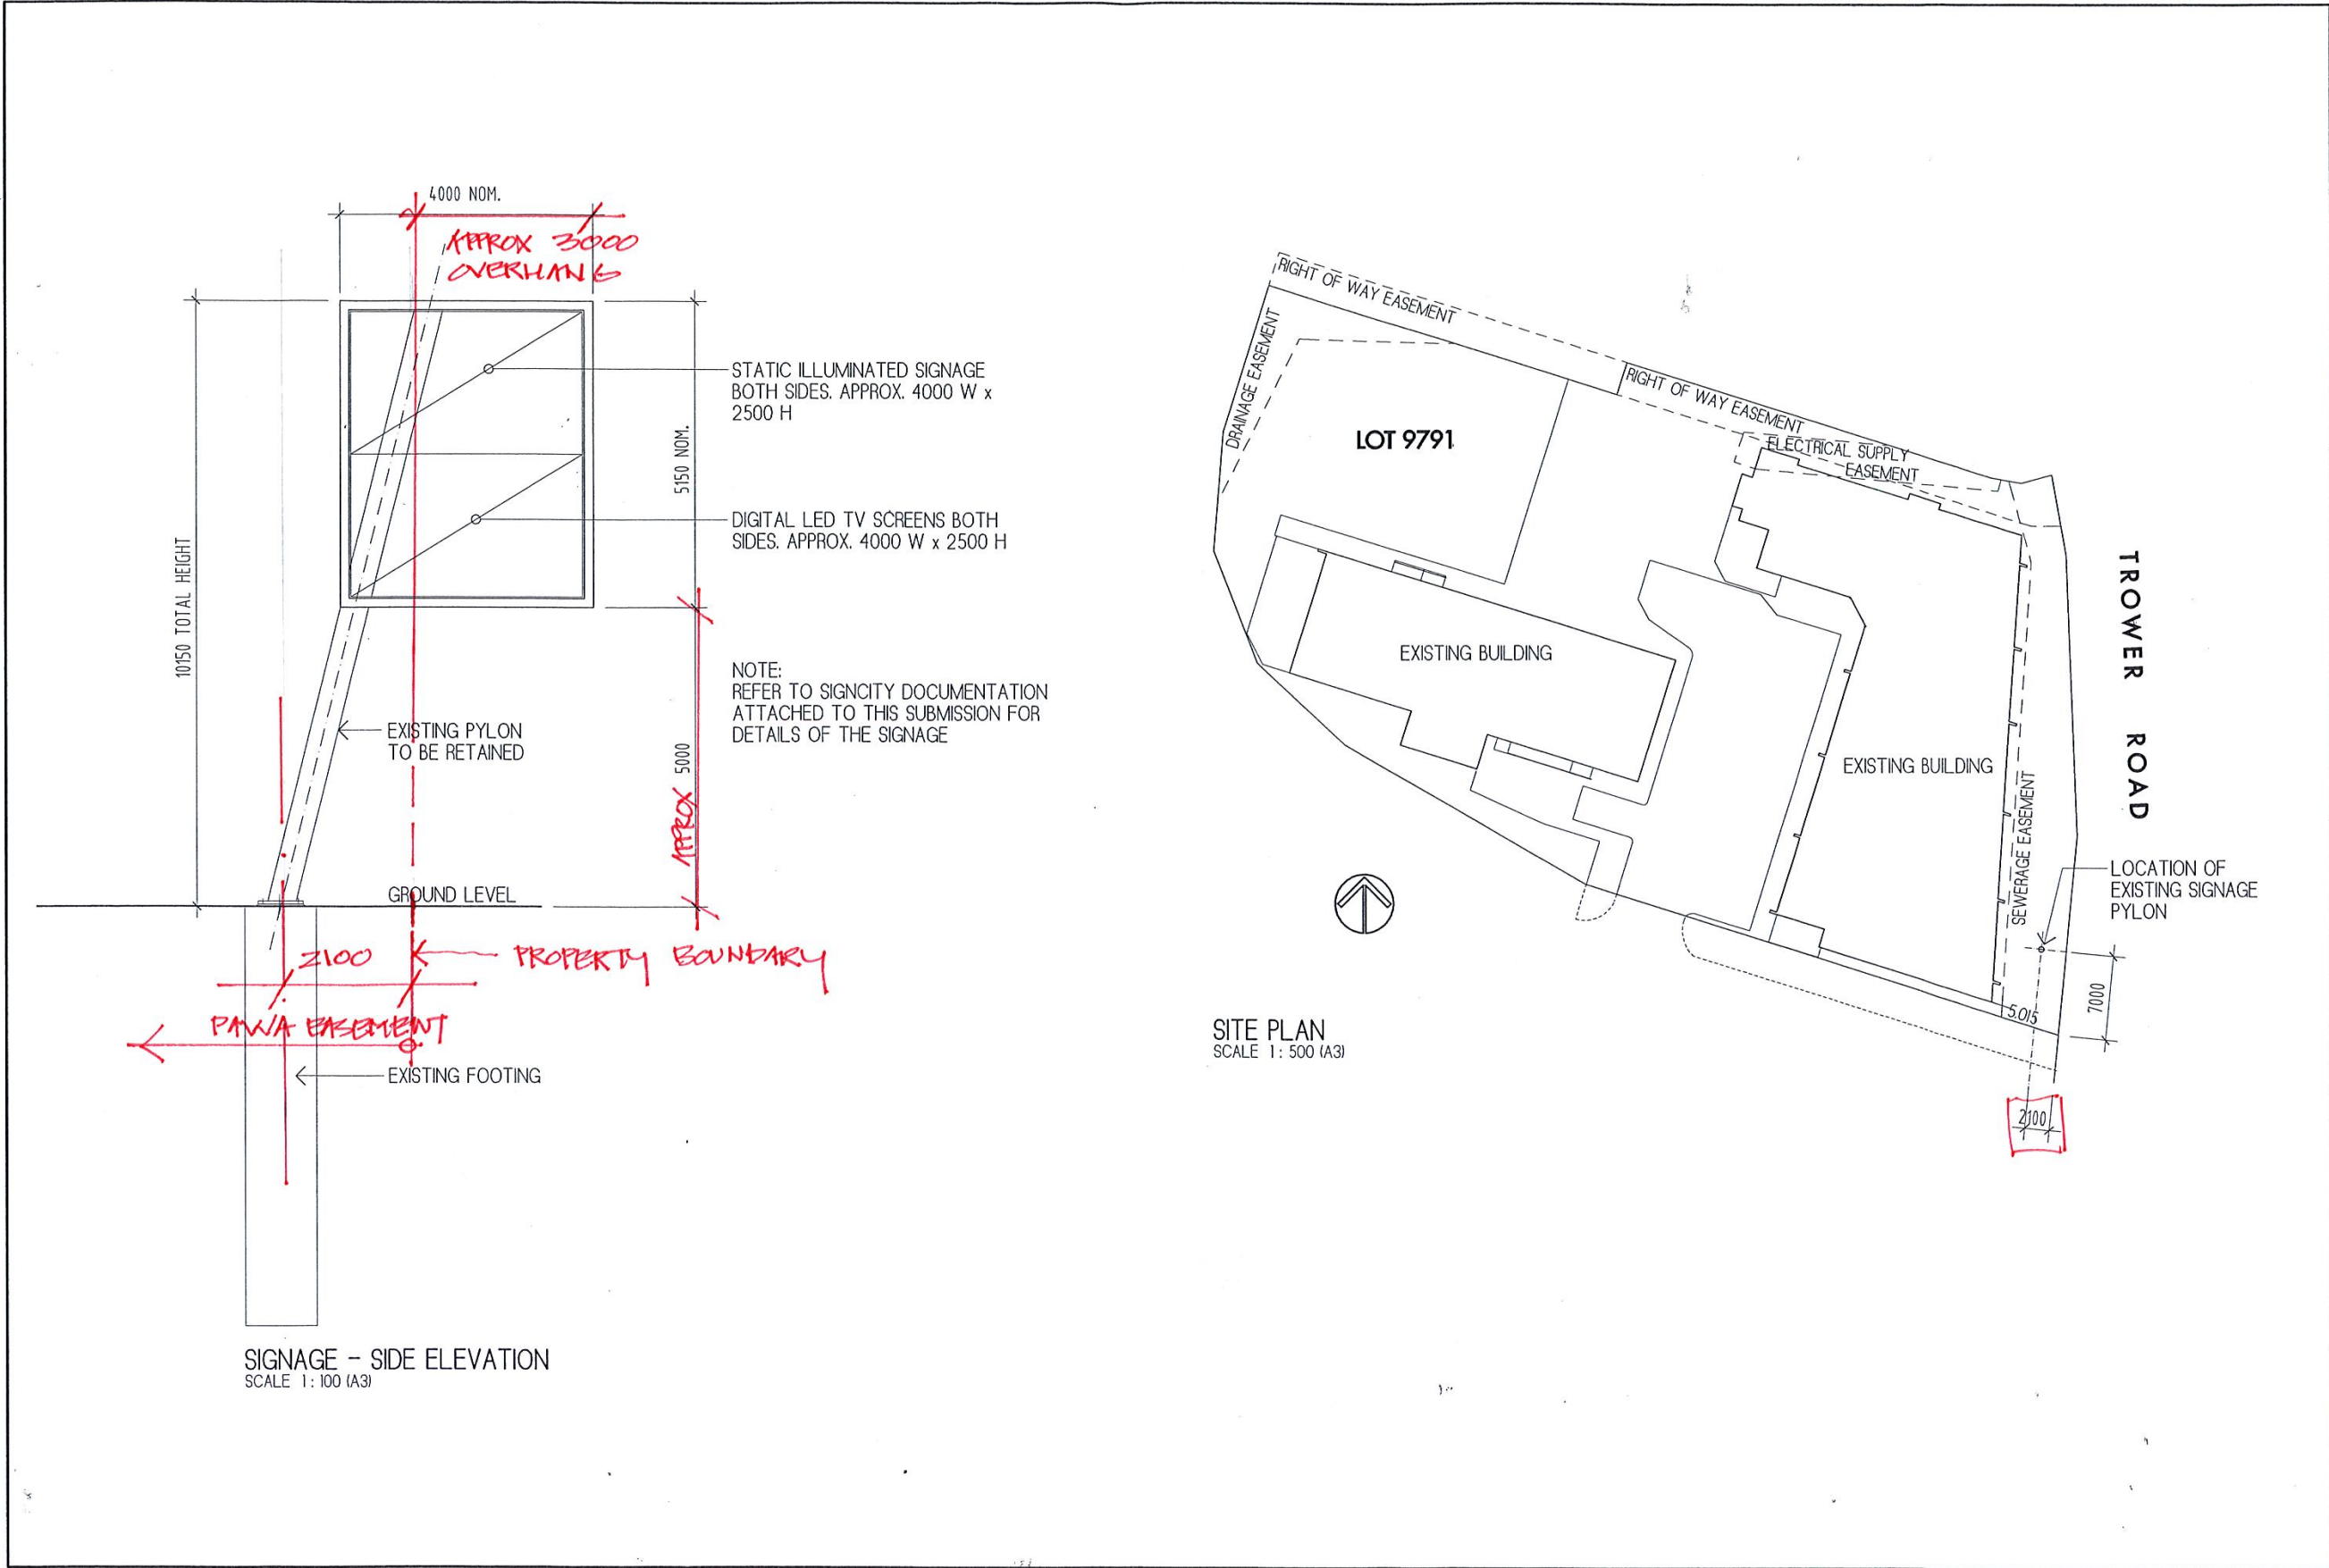 4000 NOM.
APPROX 3000
OVERHANG
STATIC ILLUMINATED SIGNAGE
BOTH SIDES. APPROX. 4000 W x
2500 H
5150 NOM.
DIGITAL LED TV SCREENS BOTH
SIDES. APPROX. 4000 W x 2500 H
10150 TOTAL HEIGHT
NOTE:
REFER TO SIGNCITY DOCUMENTATION
ATTACHED TO THIS SUBMISSION FOR
DETAILS OF THE SIGNAGE
EXISTING PYLON
TO BE RETAINED
APPROX 5000
GROUND LEVEL
2100
PROPERTY BOUNDARY
PAWA EASEMENT
EXISTING FOOTING
SIGNAGE - SIDE ELEVATION
SCALE 1:100 (A3)
RIGHT OF WAY EASEMENT
DRAINAGE EASEMENT
RIGHT OF WAY EASEMENT
LOT 9791
ELECTRICAL SUPPLY
EASEMENT
TROWER ROAD
EXISTING BUILDING
EXISTING BUILDING
SEWERAGE EASEMENT
LOCATION OF
EXISTING SIGNAGE
PYLON
7000
5.015
2100
SITE PLAN
SCALE 1:500 (A3)